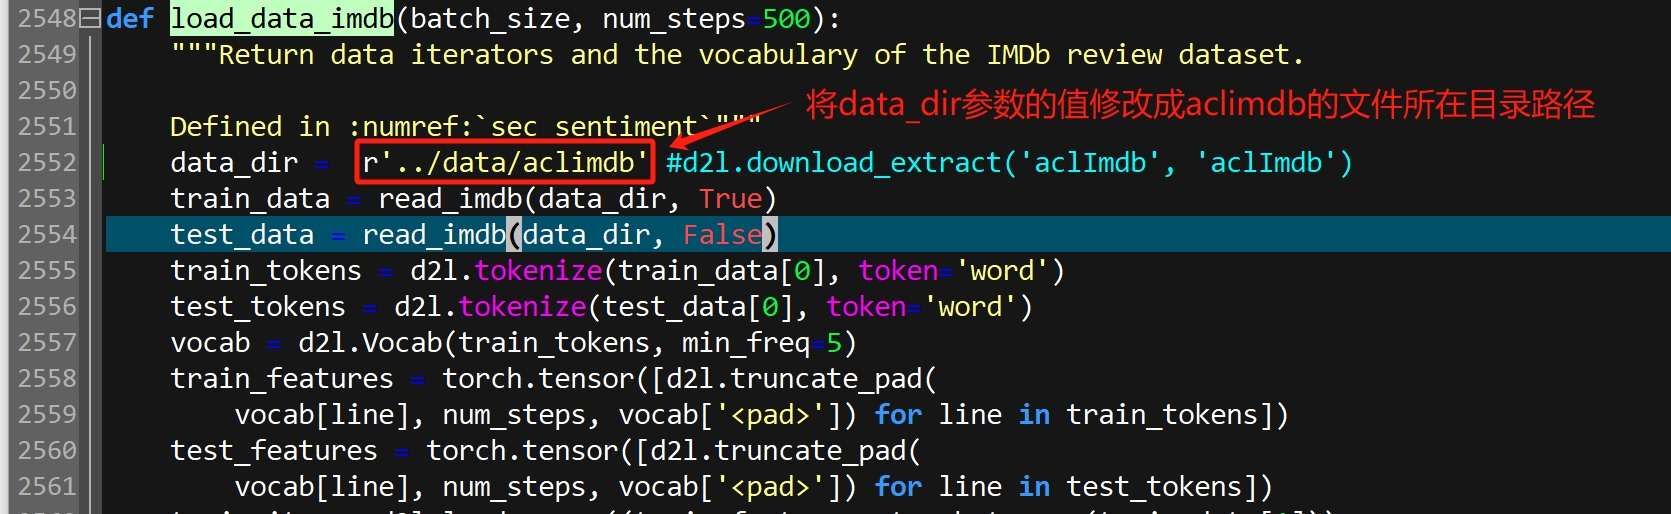 2548 def load_data_imdb(batch_size, num_steps=500):
2549 """Return data iterators and the vocabulary of the IMDb review dataset.
2550
将data_dir参数的值修改成aclimdb的文件所在目录路径
2551 Defined in :numref:`sec_sentiment`"""
2552 data_dir = r'../data/aclimdb' #d2l.download_extract('aclImdb', 'aclImdb')
2553 train_data = read_imdb(data_dir, True)
2554 test_data = read_imdb(data_dir, False)
2555 train_tokens = d2l.tokenize(train_data[0], token='word')
2556 test_tokens = d2l.tokenize(test_data[0], token='word')
2557 vocab = d2l.Vocab(train_tokens, min_freq=5)
2558 train_features = torch.tensor([d2l.truncate_pad(
2559 vocab[line], num_steps, vocab['<pad>']) for line in train_tokens])
2560 test_features = torch.tensor([d2l.truncate_pad(
2561 vocab[line], num_steps, vocab['<pad>']) for line in test_tokens])